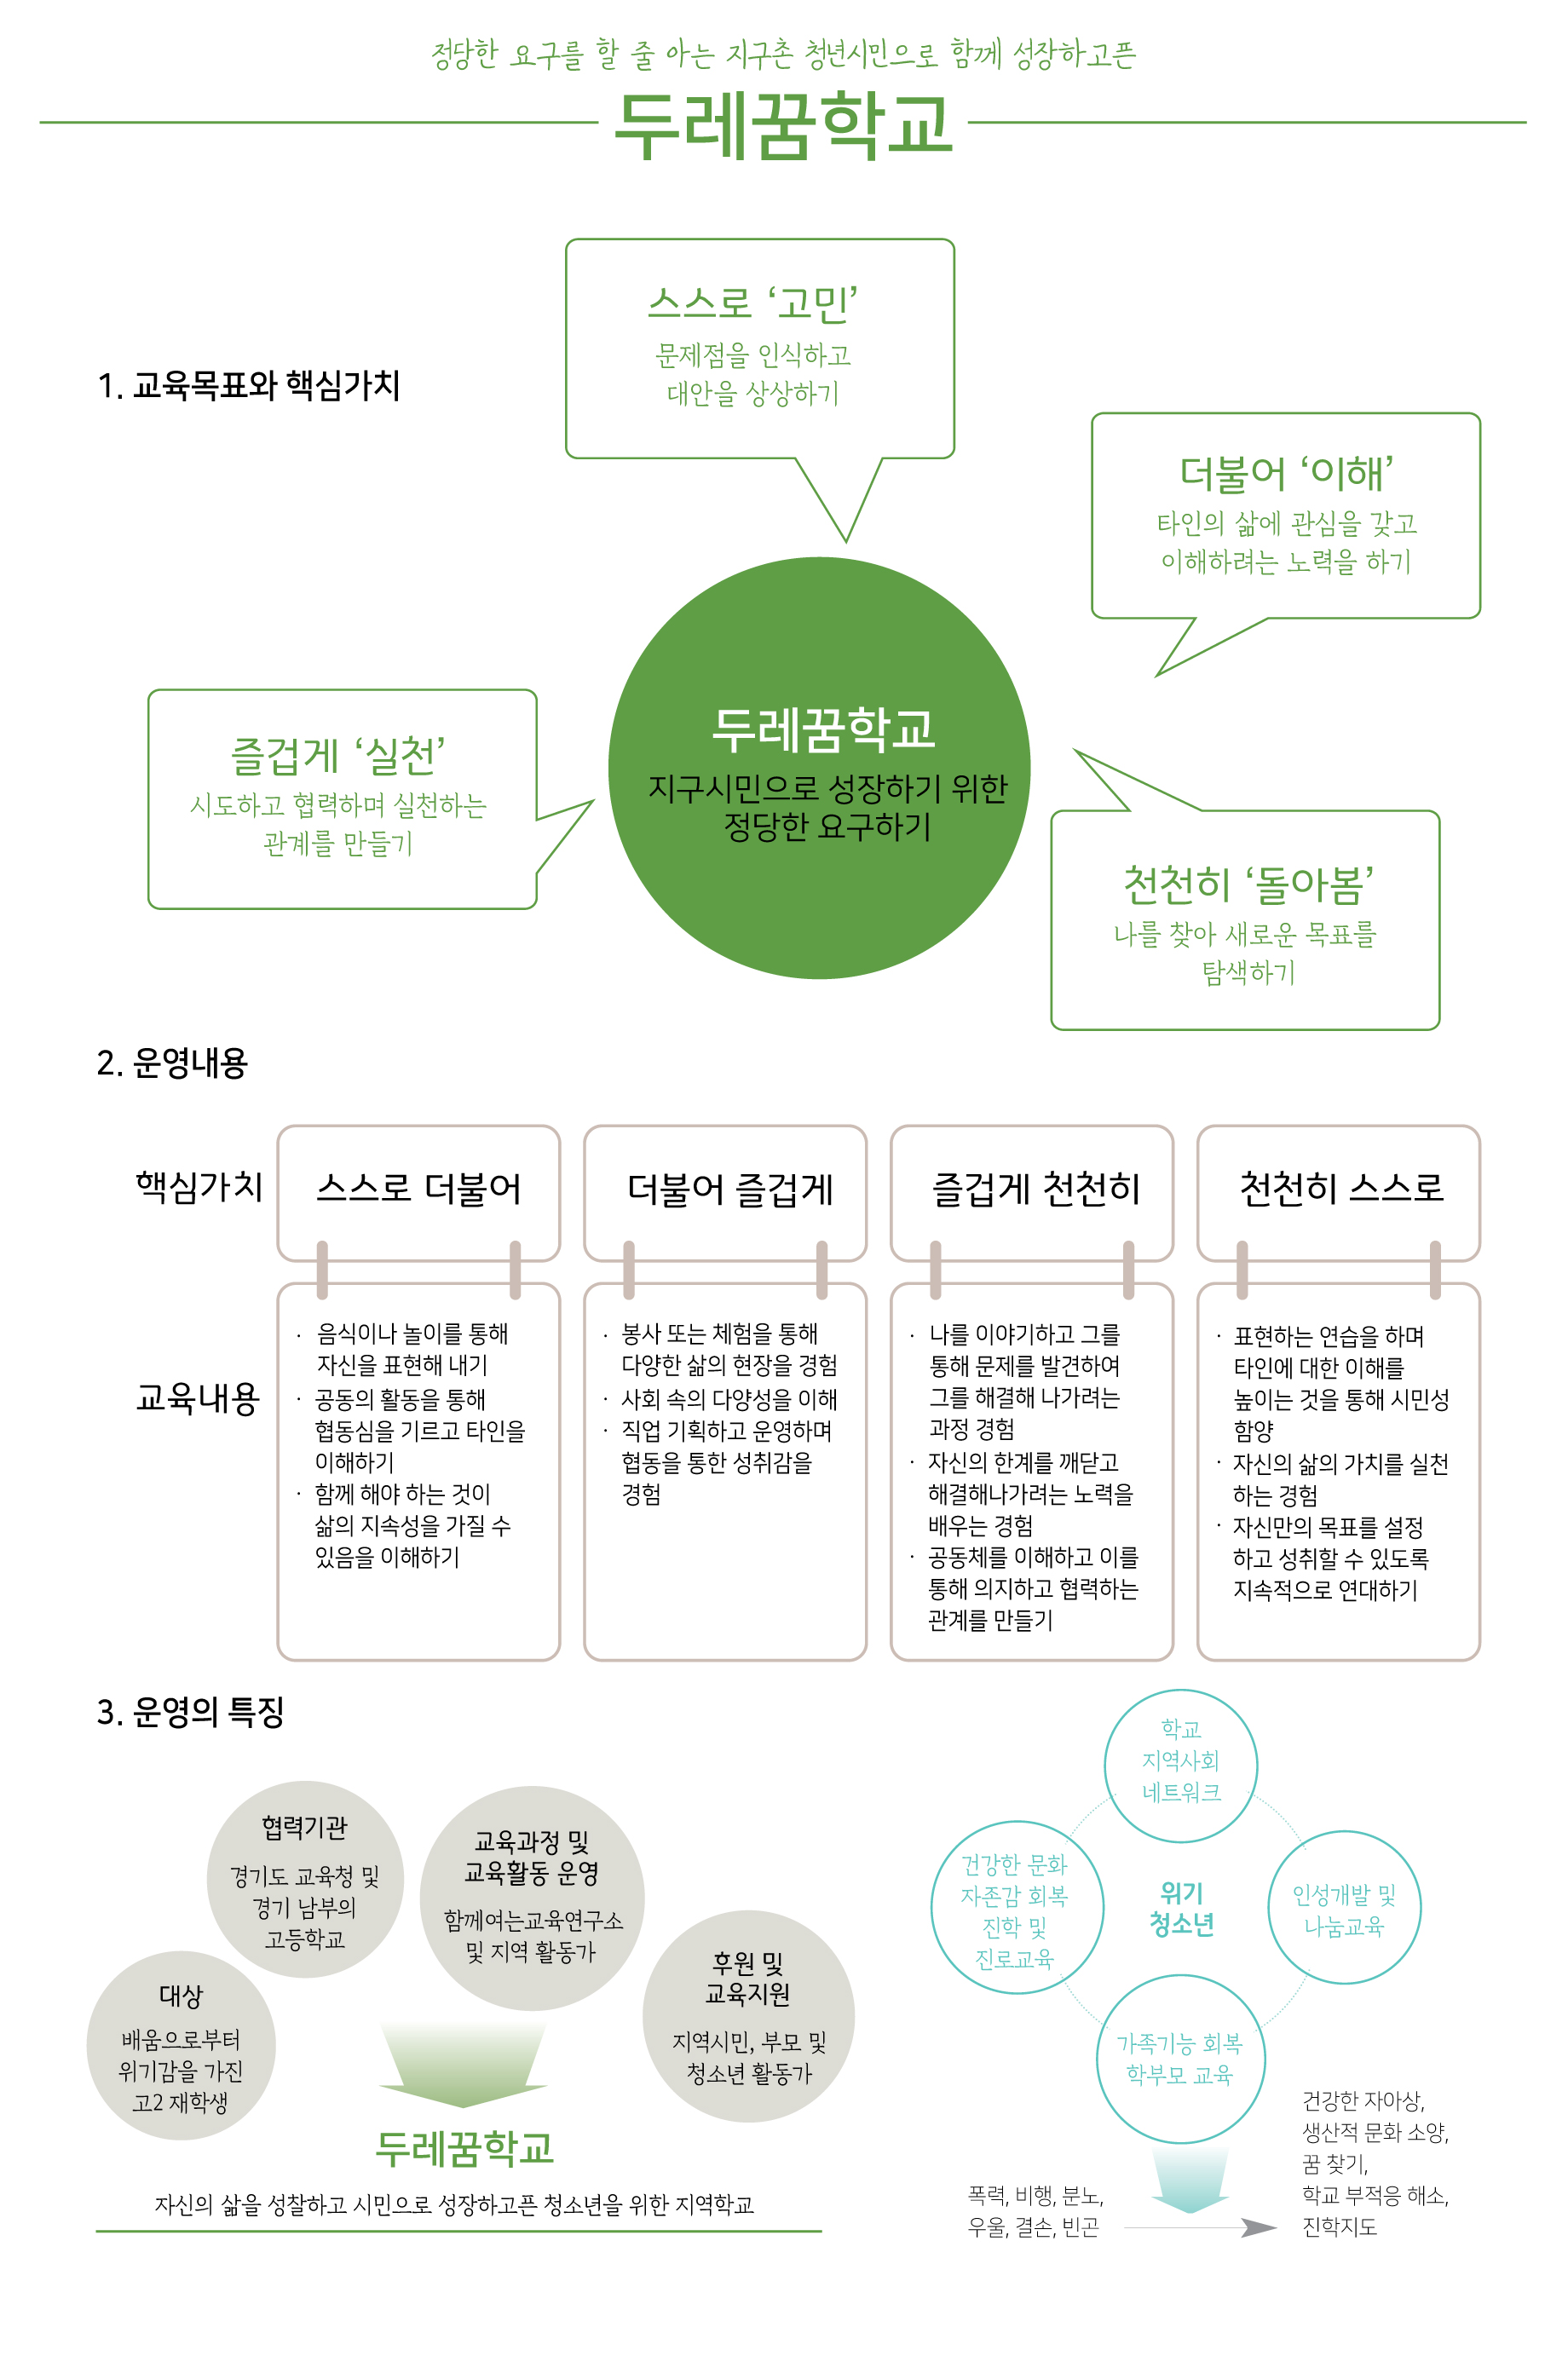 정당한 요구를 할 줄 아는 지구촌 청년시민으로 함께 성장하고픈
두레꿈학교
1. 교육목표와 핵심가치
스스로 ‘고민’
문제점을 인식하고
대안을 상상하기
더불어 ‘이해’
타인의 삶에 관심을 갖고
이해하려는 노력을 하기
즐겁게 ‘실천’
시도하고 협력하며 실천하는
관계를 만들기
두레꿈학교
지구시민으로 성장하기 위한
정당한 요구하기
천천히 ‘돌아봄’
나를 찾아 새로운 목표를
탐색하기
2. 운영내용
핵심가치
스스로 더불어
더불어 즐겁게
즐겁게 천천히
천천히 스스로
교육내용
· 음식이나 놀이를 통해
자신을 표현해 내기
· 공동의 활동을 통해
협동심을 기르고 타인을
이해하기
· 함께 해야 하는 것이
삶의 지속성을 가질 수
있음을 이해하기
· 봉사 또는 체험을 통해
다양한 삶의 현장을 경험
· 사회 속의 다양성을 이해
· 직업 기획하고 운영하며
협동을 통한 성취감을
경험
· 나를 이야기하고 그를
통해 문제를 발견하여
그를 해결해 나가려는
과정 경험
· 자신의 한계를 깨닫고
해결해나가려는 노력을
배우는 경험
· 공동체를 이해하고 이를
통해 의지하고 협력하는
관계를 만들기
· 표현하는 연습을 하며
타인에 대한 이해를
높이는 것을 통해 시민성
함양
· 자신의 삶의 가치를 실천
하는 경험
· 자신만의 목표를 설정
하고 성취할 수 있도록
지속적으로 연대하기
3. 운영의 특징
대상
배움으로부터
위기감을 가진
고2 재학생
협력기관
경기도 교육청 및
경기 남부의
고등학교
교육과정 및
교육활동 운영
함께여는교육연구소
및 지역 활동가
후원 및
교육지원
지역시민, 부모 및
청소년 활동가
두레꿈학교
자신의 삶을 성찰하고 시민으로 성장하고픈 청소년을 위한 지역학교
학교
지역사회
네트워크
건강한 문화
자존감 회복
진학 및
진로교육
위기
청소년
인성개발 및
나눔교육
가족기능 회복
학부모 교육
폭력, 비행, 분노,
우울, 결손, 빈곤
건강한 자아상,
생산적 문화 소양,
꿈 찾기,
학교 부적응 해소,
진학지도